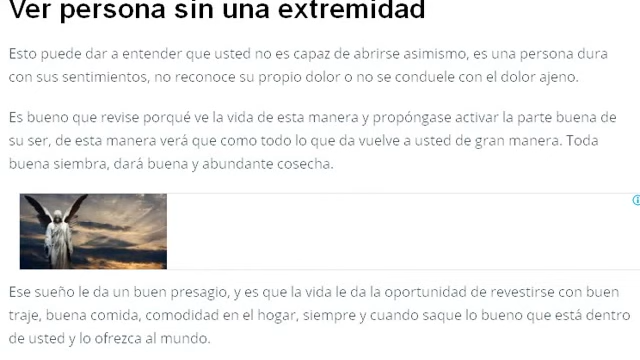 Ver persona sin una extremidad
Esto puede dar a entender que usted no es capaz de abrirse asimismo, es una persona dura
con sus sentimientos, no reconoce su propio dolor o no se conduele con el dolor ajeno.
Es bueno que revise porqué ve la vida de esta manera y propóngase activar la parte buena de
su ser, de esta manera verá que como todo lo que da vuelve a usted de gran manera. Toda
buena siembra, dará buena y abundante cosecha.
Ese sueño le da un buen presagio, y es que la vida le da la oportunidad de revestirse con buen
traje, buena comida, comodidad en el hogar, siempre y cuando saque lo bueno que está dentro
de usted y lo ofrezca al mundo.